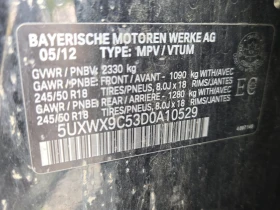 BAYERISCHE MOTOREN WERKE AG
05/12 TYPE: MPV / VTUM
GVWR / PNBV: 2330 kg
GAWR / PNBE: FRONT / AVANT - 1090 kg WITH/AVEC
245/50 R18 TIRES/PNEUS, 8.0J x 18 RIMS/JANTES,
GAWR / PNBE: REAR / ARRIERE - 1280 kg WITH/AVEC
245/50 R18 TIRES/PNEUS, 8.0J x 18 RIMS/JANTES,
5UXWX9C53D0A10529
EC